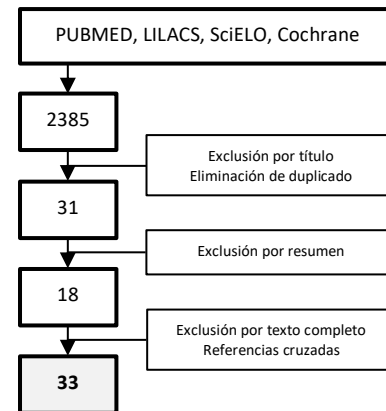 PUBMED, LILACS, SciELO, Cochrane
2385
Exclusión por título
Eliminación de duplicado
31
Exclusión por resumen
18
Exclusión por texto completo
Referencias cruzadas
33